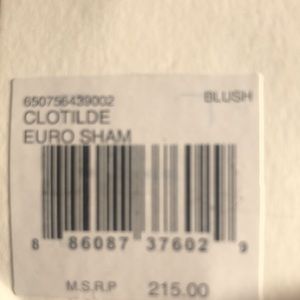 650756439002 BLUSH
CLOTILDE
EURO SHAM
8 86087 37602 9
M.S.R.P 215.00